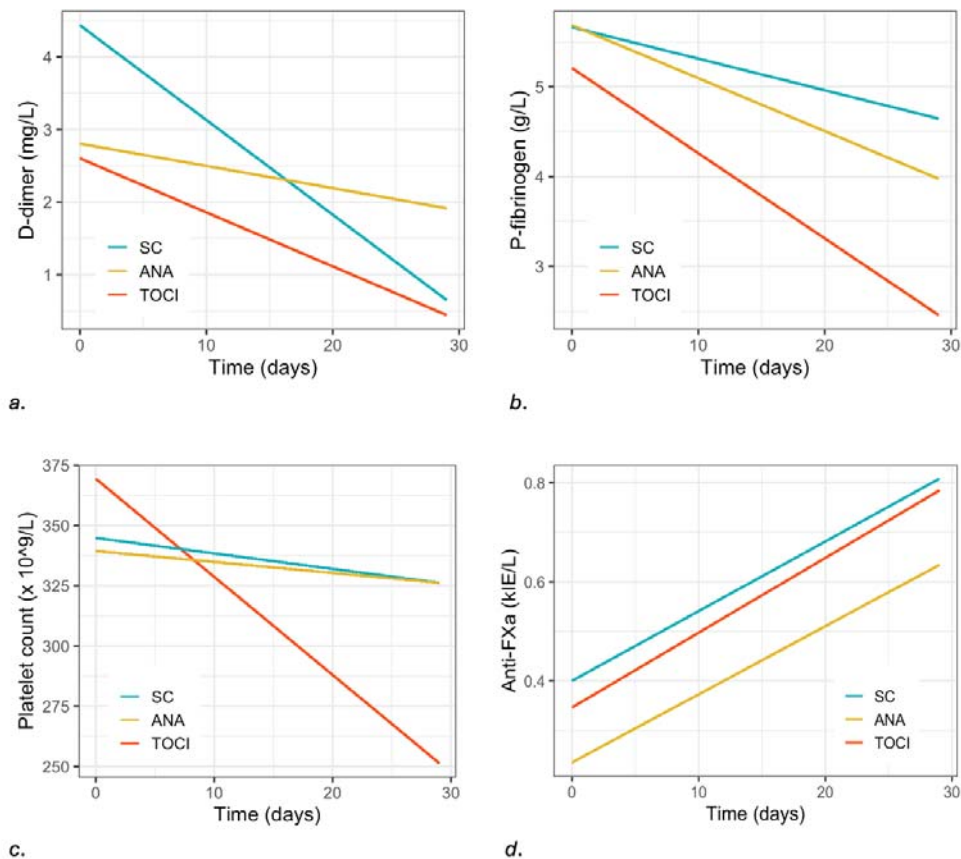 D-dimer (mg/L)
4
3
2
1
SC
ANA
TOCI
0 10 20 30
Time (days)
a.
P-fibrinogen (g/L)
5
4
3
SC
ANA
TOCI
0 10 20 30
Time (days)
b.
Platelet count (x 10^9/L)
375
350
325
300
275
250
SC
ANA
TOCI
0 10 20 30
Time (days)
c.
Anti-FXa (kIE/L)
0.8
0.6
0.4
SC
ANA
TOCI
0 10 20 30
Time (days)
d.